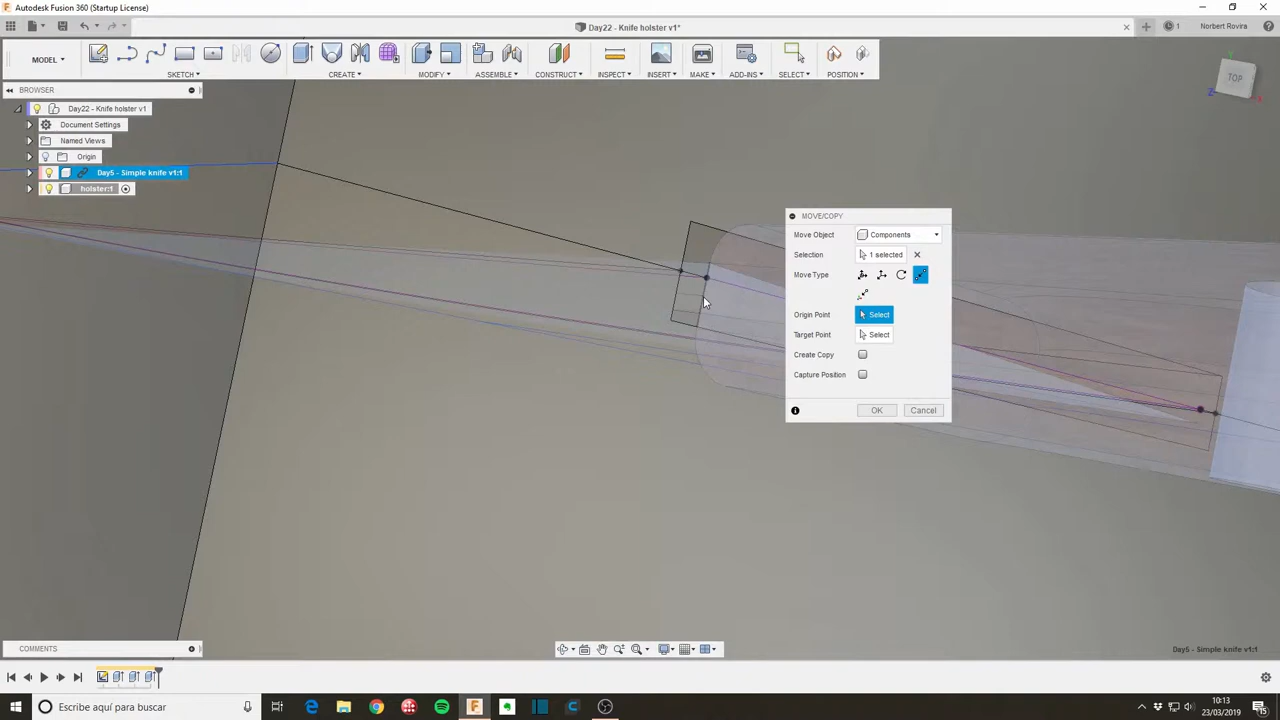 Autodesk Fusion 360 (Startup License)
Day22 - Knife holster v1*
1
Norbert Rovira
MODEL
SKETCH
CREATE
MODIFY
ASSEMBLE
CONSTRUCT
INSPECT
INSERT
MAKE
ADD-INS
SELECT
POSITION
BROWSER
TOP
Z
X
Y
Day22 - Knife holster v1
Document Settings
Named Views
Origin
Day5 - Simple knife v1:1
holster:1
MOVE/COPY
Move Object Components
Selection 1 selected
Move Type
Origin Point Select
Target Point Select
Create Copy
Capture Position
OK Cancel
COMMENTS
Day5 - Simple knife v1:1
Escribe aquí para buscar
10:13
23/03/2019
15